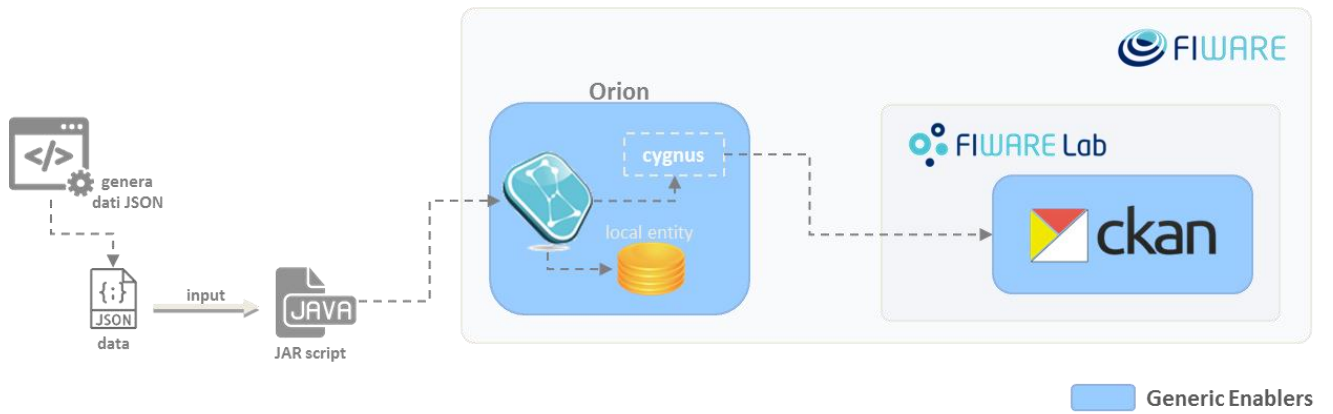 FIWARE
Orion
</>
cygnus
FIWARE Lab
genera
dati JSON
ckan
local entity
{;}
JSON
data
input
JAVA
JAR script
Generic Enablers